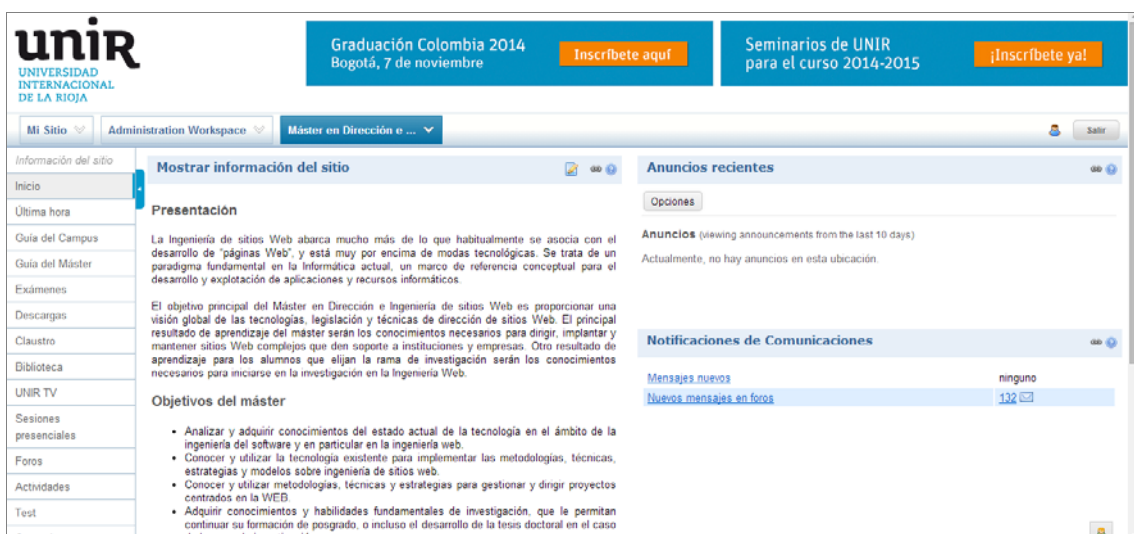 unir
UNIVERSIDAD
INTERNACIONAL
DE LA RIOJA
Graduación Colombia 2014
Bogotá, 7 de noviembre
Inscríbete aquí
Seminarios de UNIR
para el curso 2014-2015
¡Inscríbete ya!
Mi Sitio
Administration Workspace
Máster en Dirección e ...
Salir
Información del sitio
Inicio
Última hora
Guía del Campus
Guía del Máster
Exámenes
Descargas
Claustro
Biblioteca
UNIR TV
Sesiones
presenciales
Foros
Actividades
Test
Mostrar información del sitio
Presentación
La Ingeniería de sitios Web abarca mucho más de lo que habitualmente se asocia con el
desarrollo de "páginas Web", y está muy por encima de modas tecnológicas. Se trata de un
paradigma fundamental en la Informática actual, un marco de referencia conceptual para el
desarrollo y explotación de aplicaciones y recursos informáticos.
El objetivo principal del Máster en Dirección e Ingeniería de sitios Web es proporcionar una
visión global de las tecnologías, legislación y técnicas de dirección de sitios Web. El principal
resultado de aprendizaje del máster serán los conocimientos necesarios para dirigir, implantar y
mantener sitios Web complejos que den soporte a instituciones y empresas. Otro resultado de
aprendizaje para los alumnos que elijan la rama de investigación serán los conocimientos
necesarios para iniciarse en la investigación en la Ingeniería Web.
Objetivos del máster
• Analizar y adquirir conocimientos del estado actual de la tecnología en el ámbito de la
ingeniería del software y en particular en la ingeniería web.
• Conocer y utilizar la tecnología existente para implementar las metodologías, técnicas,
estrategias y modelos sobre ingeniería de sitios web.
• Conocer y utilizar metodologías, técnicas y estrategias para gestionar y dirigir proyectos
centrados en la WEB.
• Adquirir conocimientos y habilidades fundamentales de investigación, que le permitan
continuar su formación de posgrado, o incluso el desarrollo de la tesis doctoral en el caso
Anuncios recientes
Opciones
Anuncios (viewing announcements from the last 10 days)
Actualmente, no hay anuncios en esta ubicación.
Notificaciones de Comunicaciones
Mensajes nuevos ninguno
Nuevos mensajes en foros 132